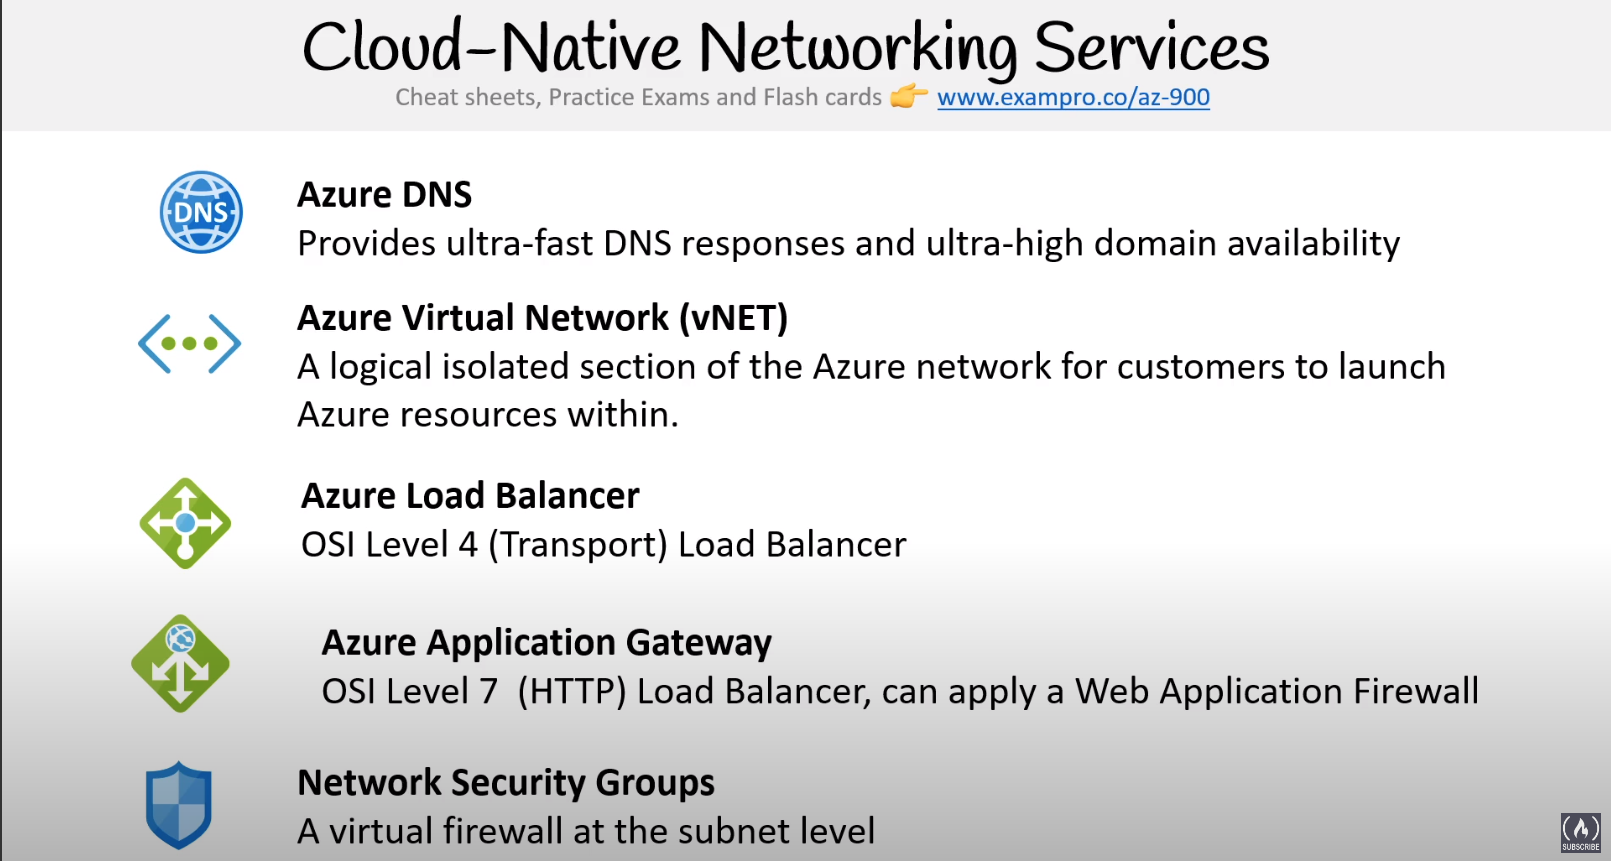 Cloud-Native Networking Services
Cheat sheets, Practice Exams and Flash cards 👉 www.exampro.co/az-900
DNS
Azure DNS
Provides ultra-fast DNS responses and ultra-high domain availability
Azure Virtual Network (vNET)
A logical isolated section of the Azure network for customers to launch
Azure resources within.
Azure Load Balancer
OSI Level 4 (Transport) Load Balancer
Azure Application Gateway
OSI Level 7  (HTTP) Load Balancer, can apply a Web Application Firewall
Network Security Groups
A virtual firewall at the subnet level
SUBSCRIBE